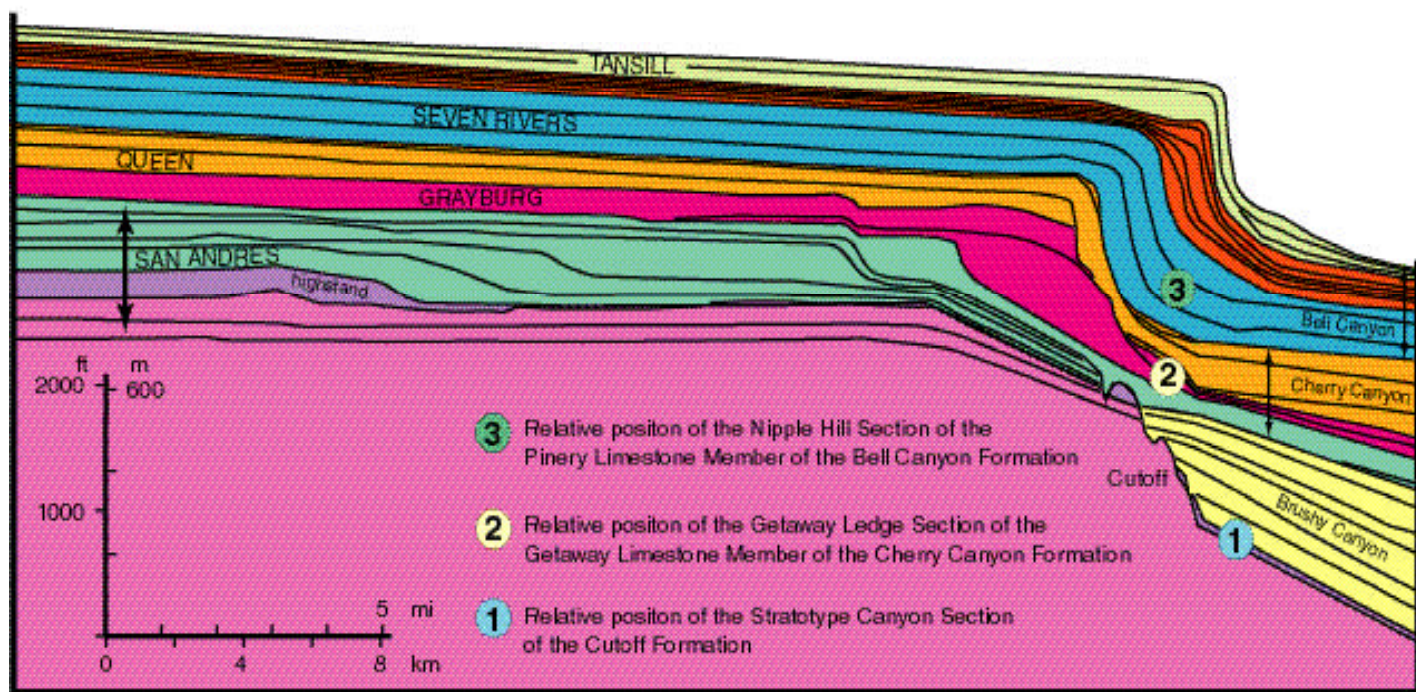 TANSILL
SEVEN RIVERS
QUEEN
GRAYBURG
SAN ANDRES
highstand
3
Bell Canyon
2
Cherry Canyon
ft m
2000 600
3 Relative positon of the Nipple Hill Section of the
Pinery Limestone Member of the Bell Canyon Formation
Cutoff
Brushy Canyon
1000
2 Relative positon of the Getaway Ledge Section of the
Getaway Limestone Member of the Cherry Canyon Formation
1
5 mi
1 Relative positon of the Stratotype Canyon Section
of the Cutoff Formation
0 4 8 km